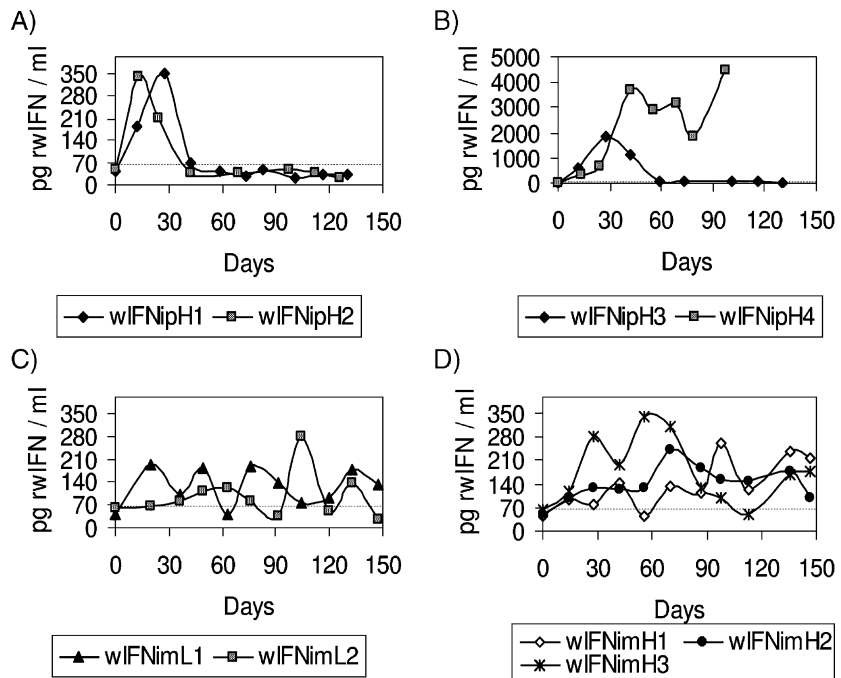 A)
pg rwIFN / ml
350
280
210
140
70
0
0 30 60 90 120 150
Days
wIFNipH1 wIFNipH2
B)
pg rwIFN / ml
5000
4000
3000
2000
1000
0
0 30 60 90 120 150
Days
wIFNipH3 wIFNipH4
C)
pg rwIFN / ml
350
280
210
140
70
0
0 30 60 90 120 150
Days
wIFNimL1 wIFNimL2
D)
pg rwIFN / ml
350
280
210
140
70
0
0 30 60 90 120 150
Days
wIFNimH1 wIFNimH2
wIFNimH3